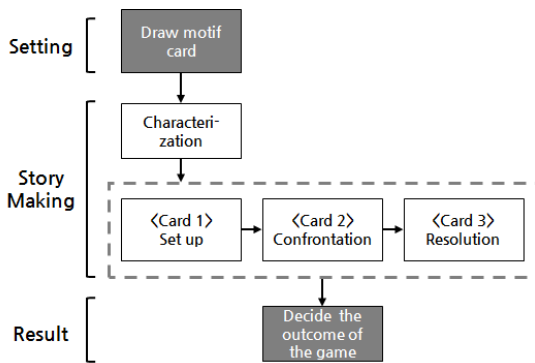 Setting
Draw motif
card
Story
Making
Characteri-
zation
〈Card 1〉
Set up
〈Card 2〉
Confrontation
〈Card 3〉
Resolution
Result
Decide the
outcome of
the game